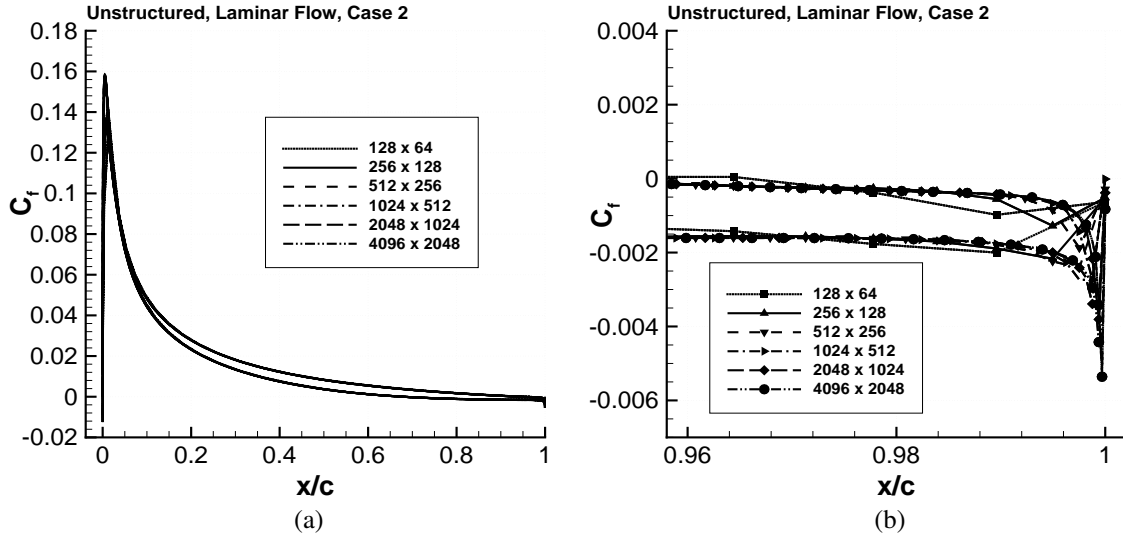 Unstructured, Laminar Flow, Case 2
C_f
0.18
0.16
0.14
0.12
0.1
0.08
0.06
0.04
0.02
0
-0.02
128 x 64
256 x 128
512 x 256
1024 x 512
2048 x 1024
4096 x 2048
0
0.2
0.4
0.6
0.8
1
x/c
(a)
Unstructured, Laminar Flow, Case 2
C_f
0.004
0.002
0
-0.002
-0.004
-0.006
128 x 64
256 x 128
512 x 256
1024 x 512
2048 x 1024
4096 x 2048
0.96
0.98
1
x/c
(b)